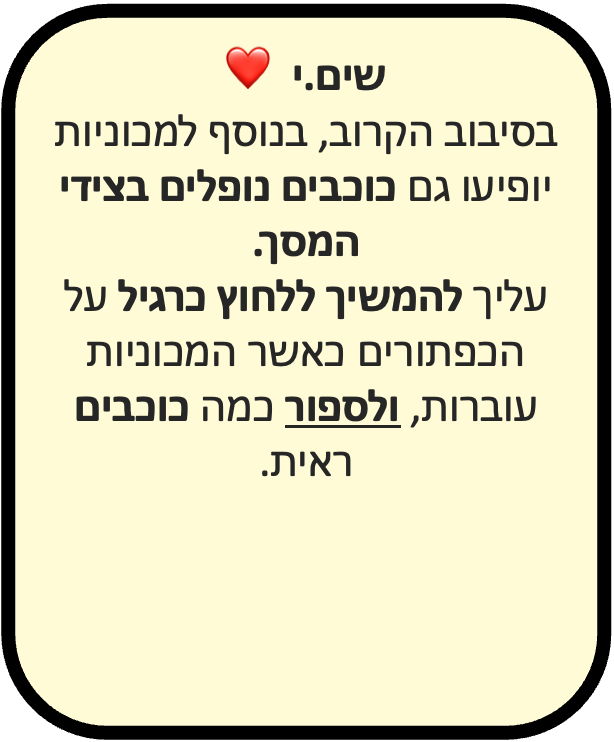 שים.י ❤️
בסיבוב הקרוב, בנוסף למכוניות
יופיעו גם כוכבים נופלים בצידי
המסך.
עליך להמשיך ללחוץ כרגיל על
הכפתורים כאשר המכוניות
עוברות, ולספור כמה כוכבים
ראית.